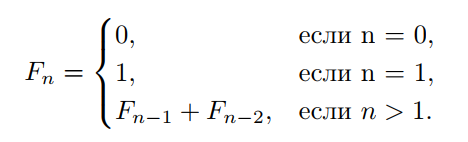 0, если n = 0,
F_n = { 1, если n = 1,
F_{n−1} + F_{n−2}, если n > 1.